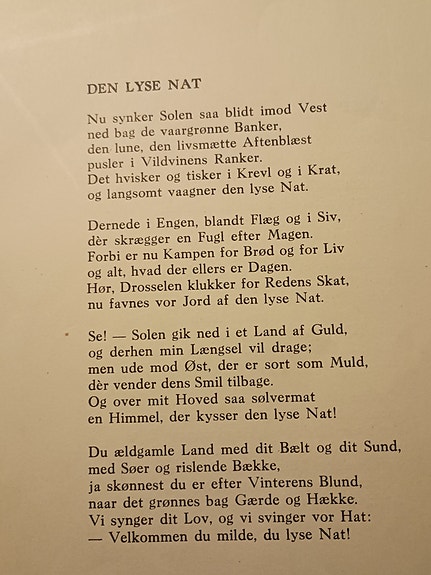 DEN LYSE NAT
Nu synker Solen saa blidt imod Vest
ned bag de vaargrønne Banker,
den lune, den livsmætte Aftenblæst
pusler i Vildvinens Ranker.
Det hvisker og tisker i Krevl og i Krat,
og langsomt vaagner den lyse Nat.
Dernede i Engen, blandt Flæg og i Siv,
dèr skrægger en Fugl efter Magen.
Forbi er nu Kampen for Brød og for Liv
og alt, hvad der ellers er Dagen.
Hør, Drosselen klukker for Redens Skat,
nu favnes vor Jord af den lyse Nat.
Se! — Solen gik ned i et Land af Guld,
og derhen min Længsel vil drage;
men ude mod Øst, der er sort som Muld,
dèr vender dens Smil tilbage.
Og over mit Hoved saa sølvermat
en Himmel, der kysser den lyse Nat!
Du ældgamle Land med dit Bælt og dit Sund,
med Søer og rislende Bække,
ja skønnest du er efter Vinterens Blund,
naar det grønnes bag Gærde og Hække.
Vi synger dit Lov, og vi svinger vor Hat:
— Velkommen du milde, du lyse Nat!